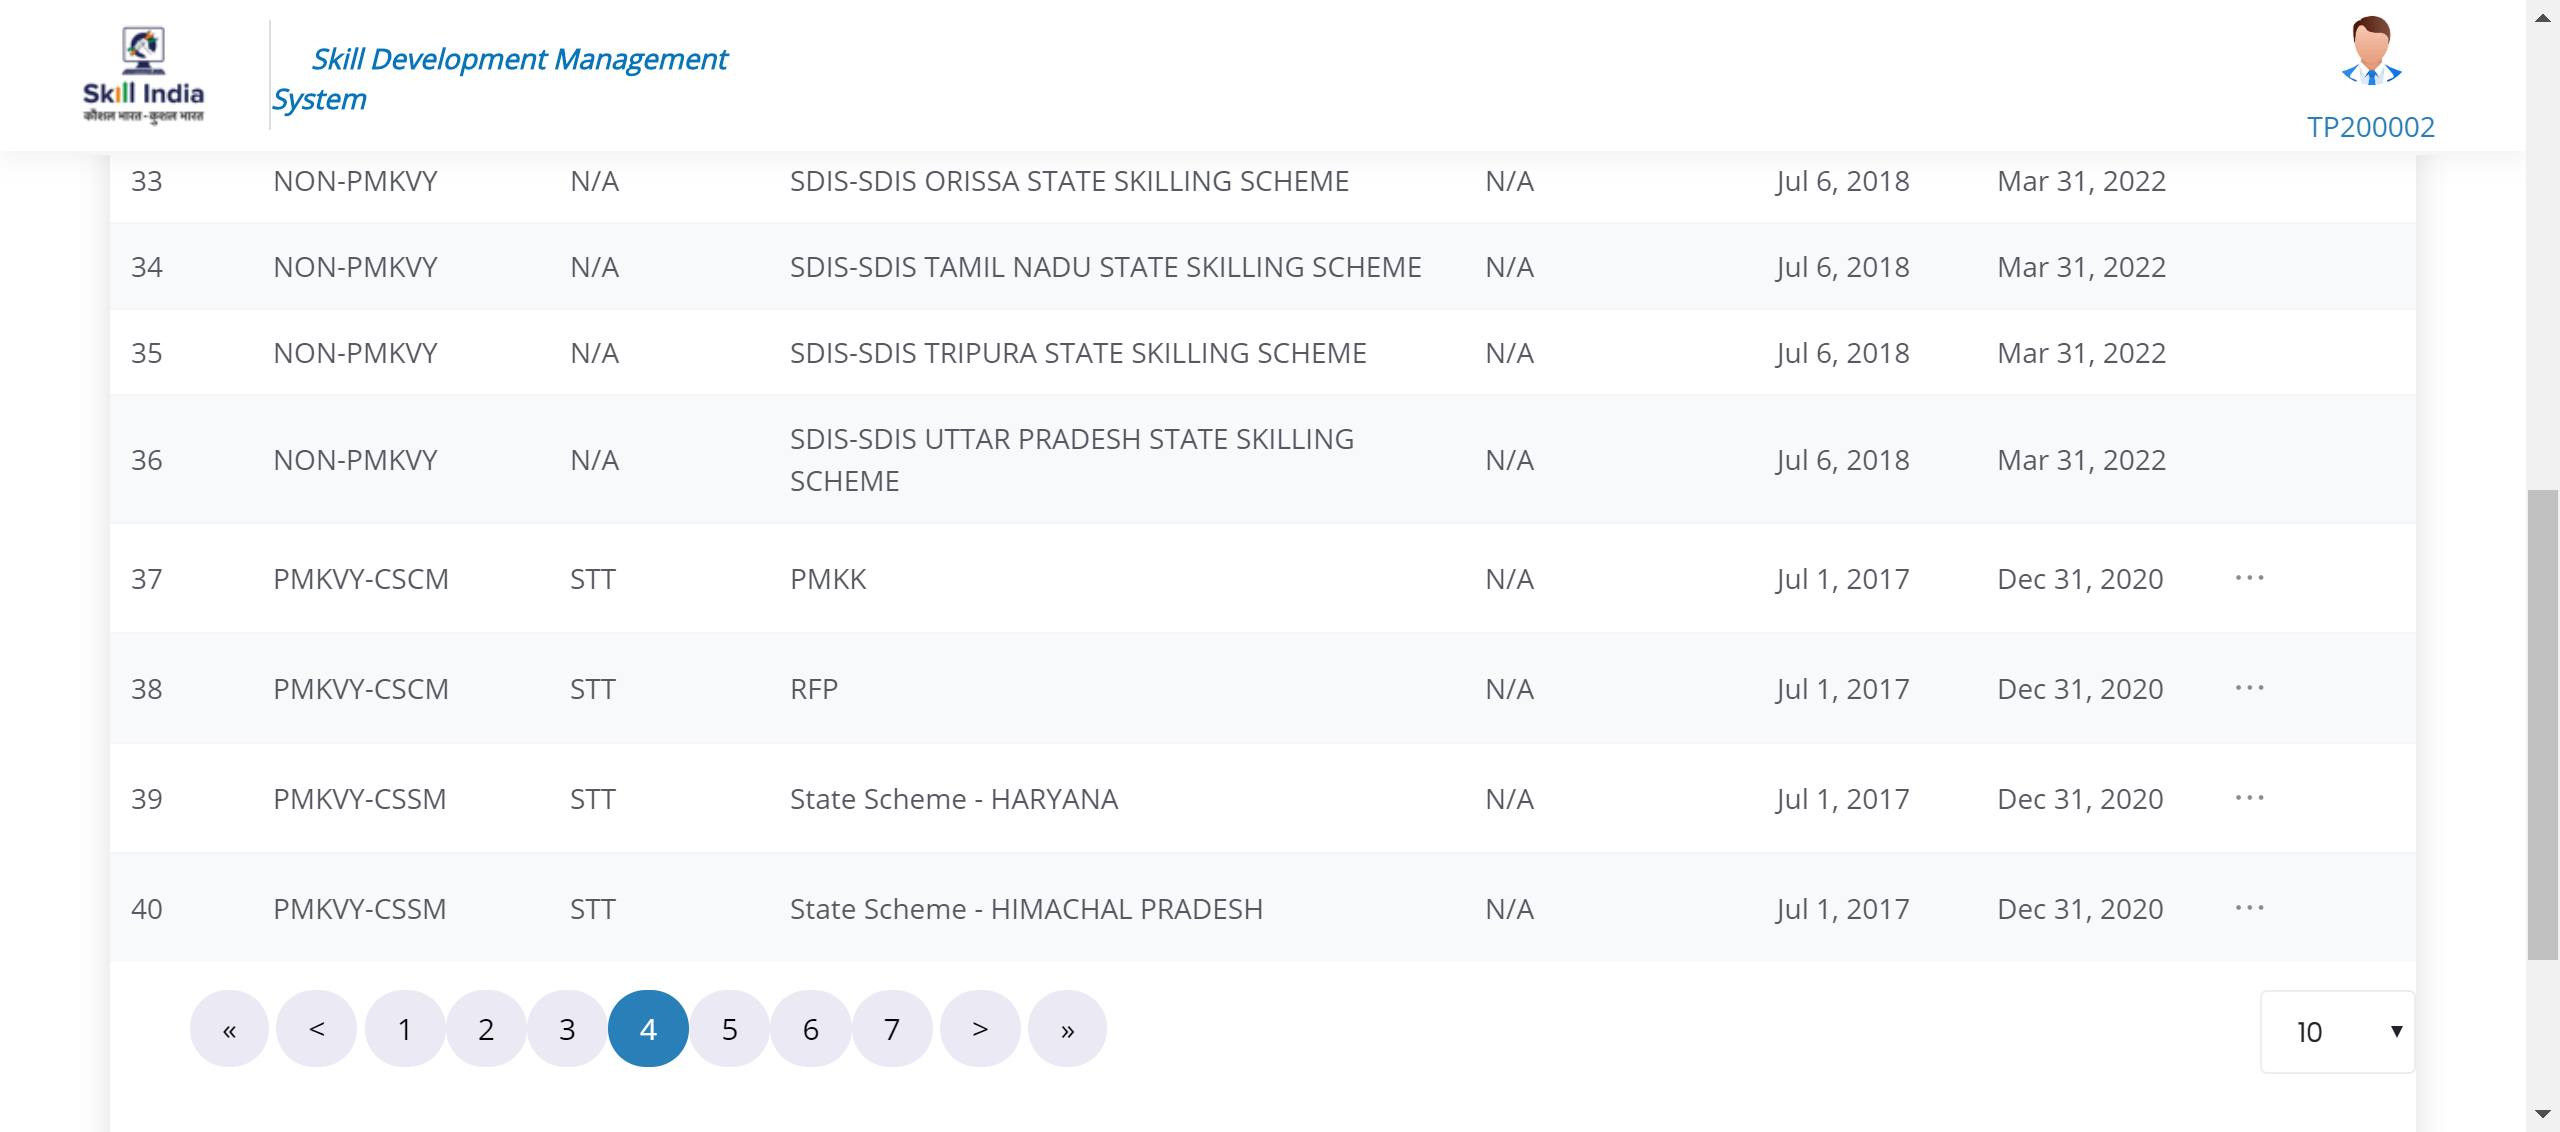 Skill India
कौशल भारत - कुशल भारत
Skill Development Management
System
TP200002
33 NON-PMKVY N/A SDIS-SDIS ORISSA STATE SKILLING SCHEME N/A Jul 6, 2018 Mar 31, 2022
34 NON-PMKVY N/A SDIS-SDIS TAMIL NADU STATE SKILLING SCHEME N/A Jul 6, 2018 Mar 31, 2022
35 NON-PMKVY N/A SDIS-SDIS TRIPURA STATE SKILLING SCHEME N/A Jul 6, 2018 Mar 31, 2022
36 NON-PMKVY N/A SDIS-SDIS UTTAR PRADESH STATE SKILLING
SCHEME N/A Jul 6, 2018 Mar 31, 2022
37 PMKVY-CSCM STT PMKK N/A Jul 1, 2017 Dec 31, 2020 ...
38 PMKVY-CSCM STT RFP N/A Jul 1, 2017 Dec 31, 2020 ...
39 PMKVY-CSSM STT State Scheme - HARYANA N/A Jul 1, 2017 Dec 31, 2020 ...
40 PMKVY-CSSM STT State Scheme - HIMACHAL PRADESH N/A Jul 1, 2017 Dec 31, 2020 ...
« < 1 2 3 4 5 6 7 > » 10